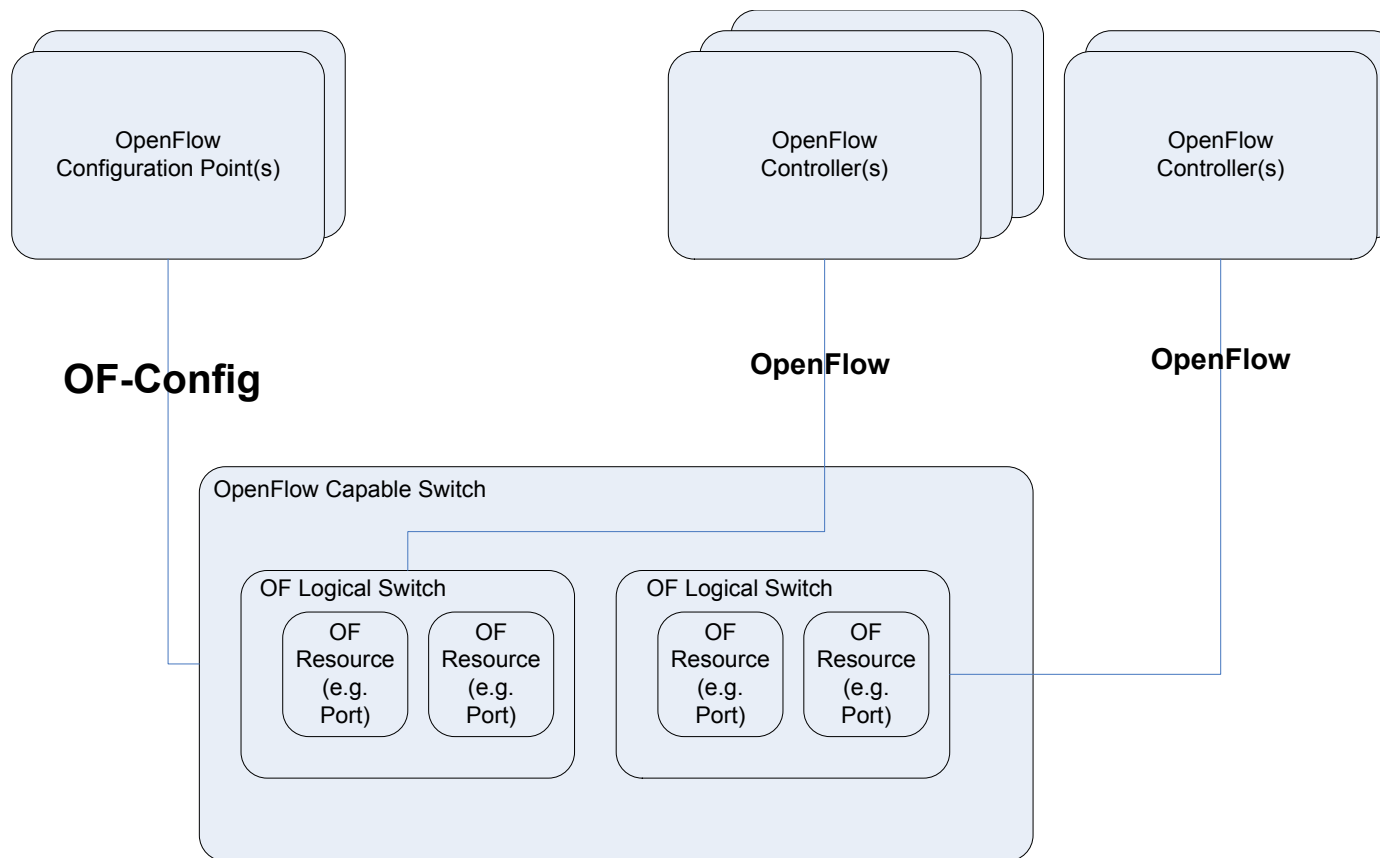 OpenFlow
Configuration Point(s)
OpenFlow
Controller(s)
OpenFlow
Controller(s)
OF-Config
OpenFlow
OpenFlow
OpenFlow Capable Switch
OF Logical Switch
OF
Resource
(e.g.
Port)
OF
Resource
(e.g.
Port)
OF Logical Switch
OF
Resource
(e.g.
Port)
OF
Resource
(e.g.
Port)